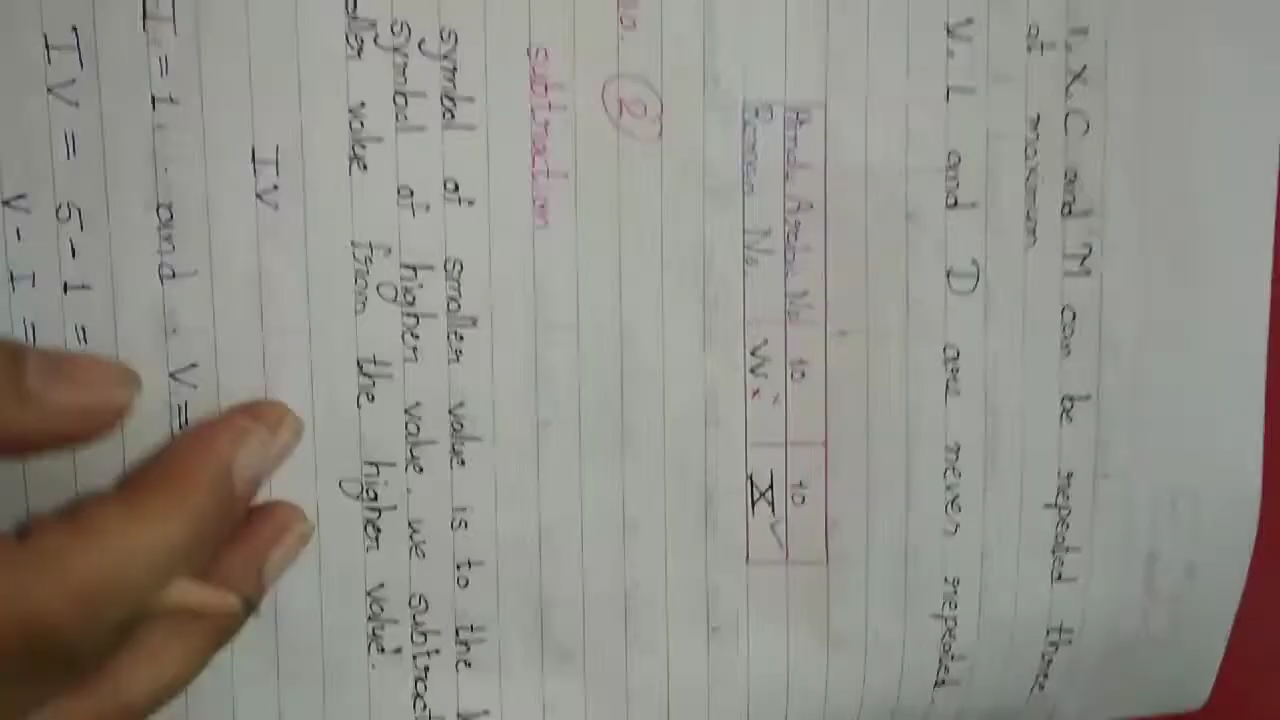 I, X, C and M can be repeated three
at maximum
V, L and D are never repeated
Hindu Arabic No 10 10
Roman No VV X
no. 2
subtraction
symbol of smaller value is to the
symbol of higher value, we subtract
value from the higher value.
IV
I = 1, and V =
IV = 5 - 1 =
V - I =